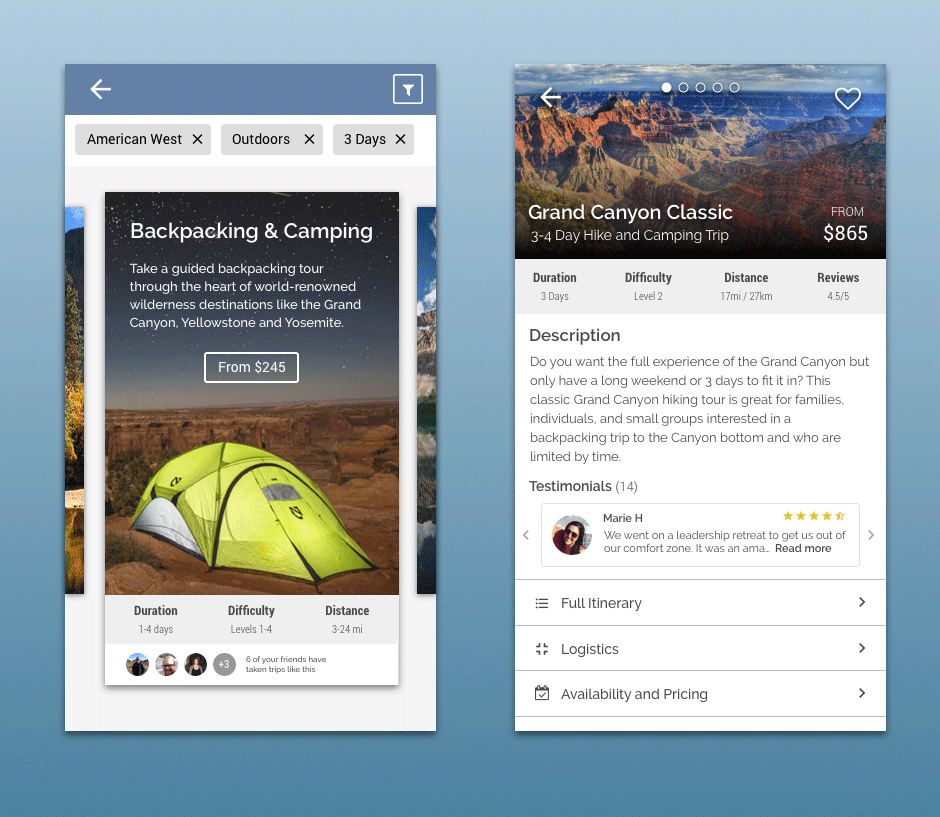 American West
Outdoors
3 Days
Backpacking & Camping
Take a guided backpacking tour
through the heart of world-renowned
wilderness destinations like the Grand
Canyon, Yellowstone and Yosemite.
From $245
Duration Difficulty Distance
1-4 days Levels 1-4 3-24 mi
+3
6 of your friends have
taken trips like this
Grand Canyon Classic
3-4 Day Hike and Camping Trip
FROM
$865
Duration Difficulty Distance Reviews
3 Days Level 2 17mi / 27km 4.5/5
Description
Do you want the full experience of the Grand Canyon but
only have a long weekend or 3 days to fit it in? This
classic Grand Canyon hiking tour is great for families,
individuals, and small groups interested in a
backpacking trip to the Canyon bottom and who are
limited by time.
Testimonials (14)
Marie H
We went on a leadership retreat to get us out of
our comfort zone. It was an ama... Read more
Full Itinerary
Logistics
Availability and Pricing